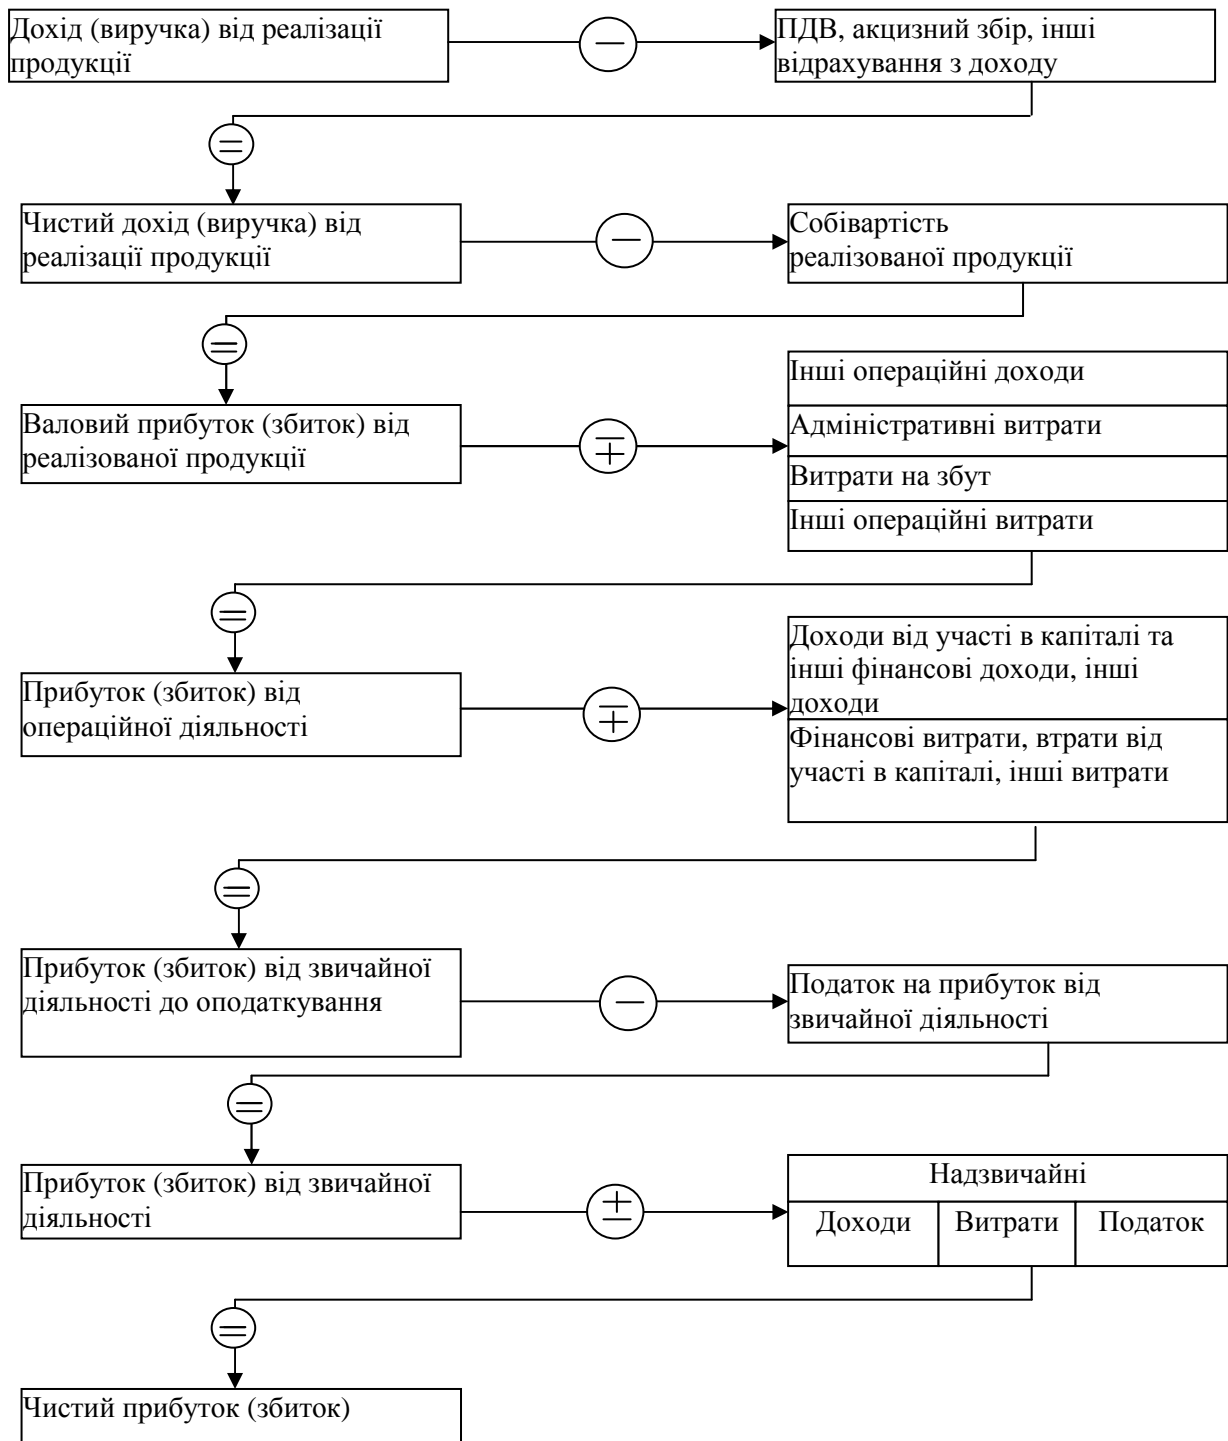 Дохід (виручка) від реалізації
продукції
ПДВ, акцизний збір, інші
відрахування з доходу
Чистий дохід (виручка) від
реалізації продукції
Собівартість
реалізованої продукції
Валовий прибуток (збиток) від
реалізованої продукції
Інші операційні доходи
Адміністративні витрати
Витрати на збут
Інші операційні витрати
Прибуток (збиток) від
операційної діяльності
Доходи від участі в капіталі та
інші фінансові доходи, інші
доходи
Фінансові витрати, втрати від
участі в капіталі, інші витрати
Прибуток (збиток) від звичайної
діяльності до оподаткування
Податок на прибуток від
звичайної діяльності
Прибуток (збиток) від звичайної
діяльності
Надзвичайні
Доходи Витрати Податок
Чистий прибуток (збиток)